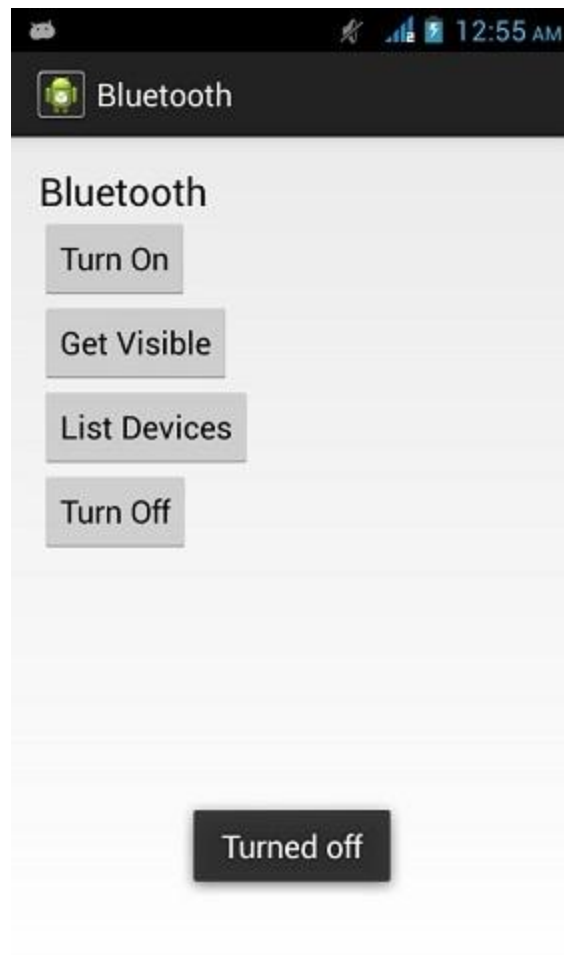 12:55 AM
Bluetooth
Bluetooth
Turn On
Get Visible
List Devices
Turn Off
Turned off